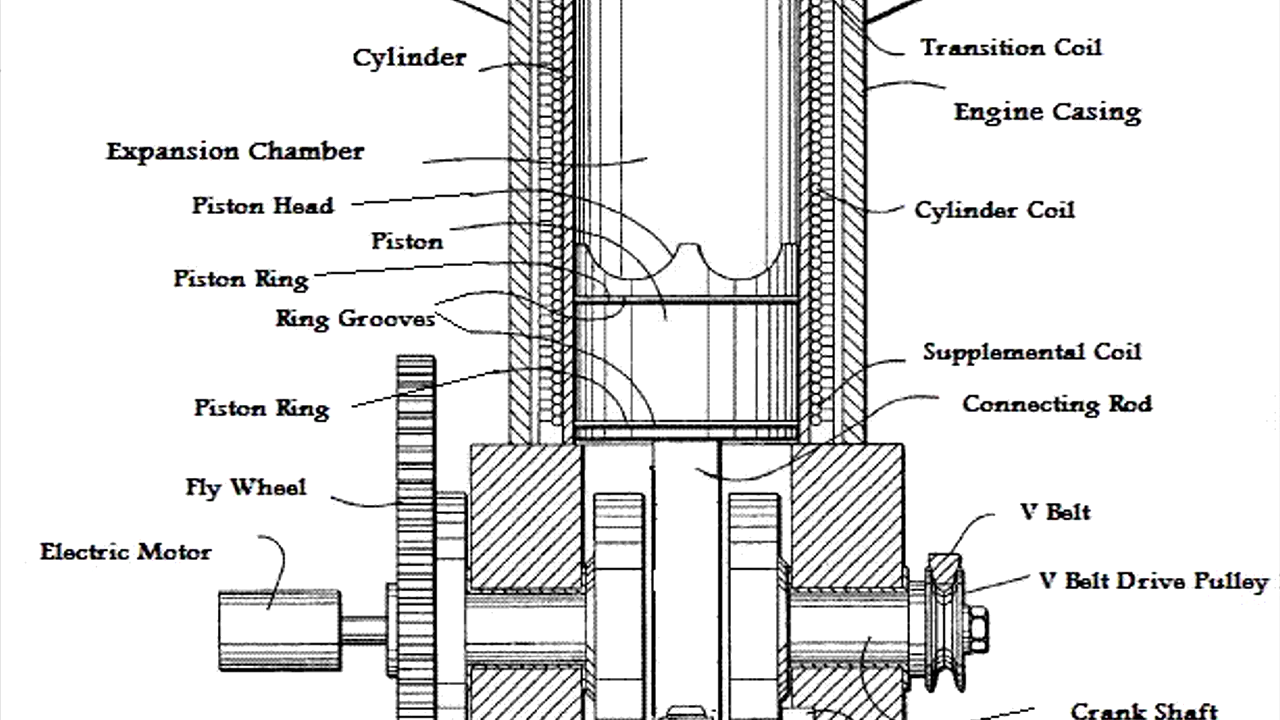 Cylinder
Transition Coil
Engine Casing
Expansion Chamber
Piston Head
Cylinder Coil
Piston
Piston Ring
Ring Grooves
Supplemental Coil
Piston Ring
Connecting Rod
Fly Wheel
V Belt
Electric Motor
V Belt Drive Pulley
Crank Shaft